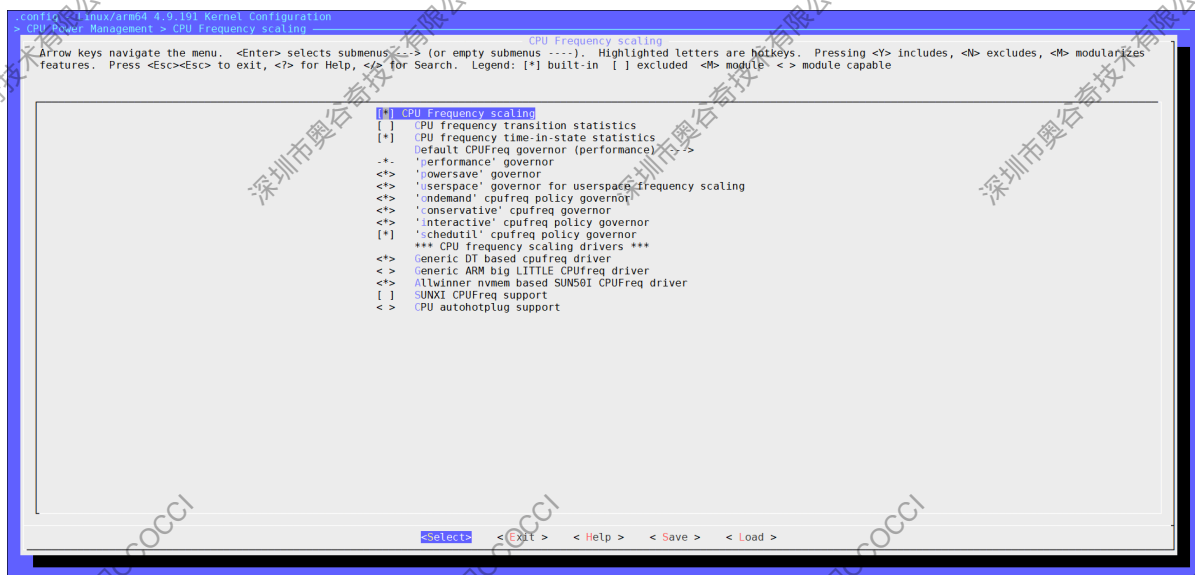 .config - Linux/arm64 4.9.191 Kernel Configuration
> CPU Power Management > CPU Frequency scaling
CPU Frequency scaling
Arrow keys navigate the menu. <Enter> selects submenus ---> (or empty submenus ----). Highlighted letters are hotkeys. Pressing <Y> includes, <N> excludes, <M> modularizes
features. Press <Esc><Esc> to exit, <?> for Help, </> for Search. Legend: [*] built-in [ ] excluded <M> module < > module capable
[*] CPU Frequency scaling
[ ] CPU frequency transition statistics
[*] CPU frequency time-in-state statistics
Default CPUFreq governor (performance) --->
-*- 'performance' governor
<*> 'powersave' governor
<*> 'userspace' governor for userspace frequency scaling
<*> 'ondemand' cpufreq policy governor
<*> 'conservative' cpufreq governor
<*> 'interactive' cpufreq policy governor
[*] 'schedutil' cpufreq policy governor
*** CPU frequency scaling drivers ***
<*> Generic DT based cpufreq driver
< > Generic ARM big LITTLE CPUfreq driver
<*> Allwinner nvmem based SUN50I CPUFreq driver
[ ] SUNXI CPUFreq support
< > CPU autohotplug support
<Select> < Exit > < Help > < Save > < Load >
深圳市奥谷奇技术有限公
深圳市奥谷奇技术有限公
深圳市奥谷奇技术有限公
COCCI
COCCI
COCCI